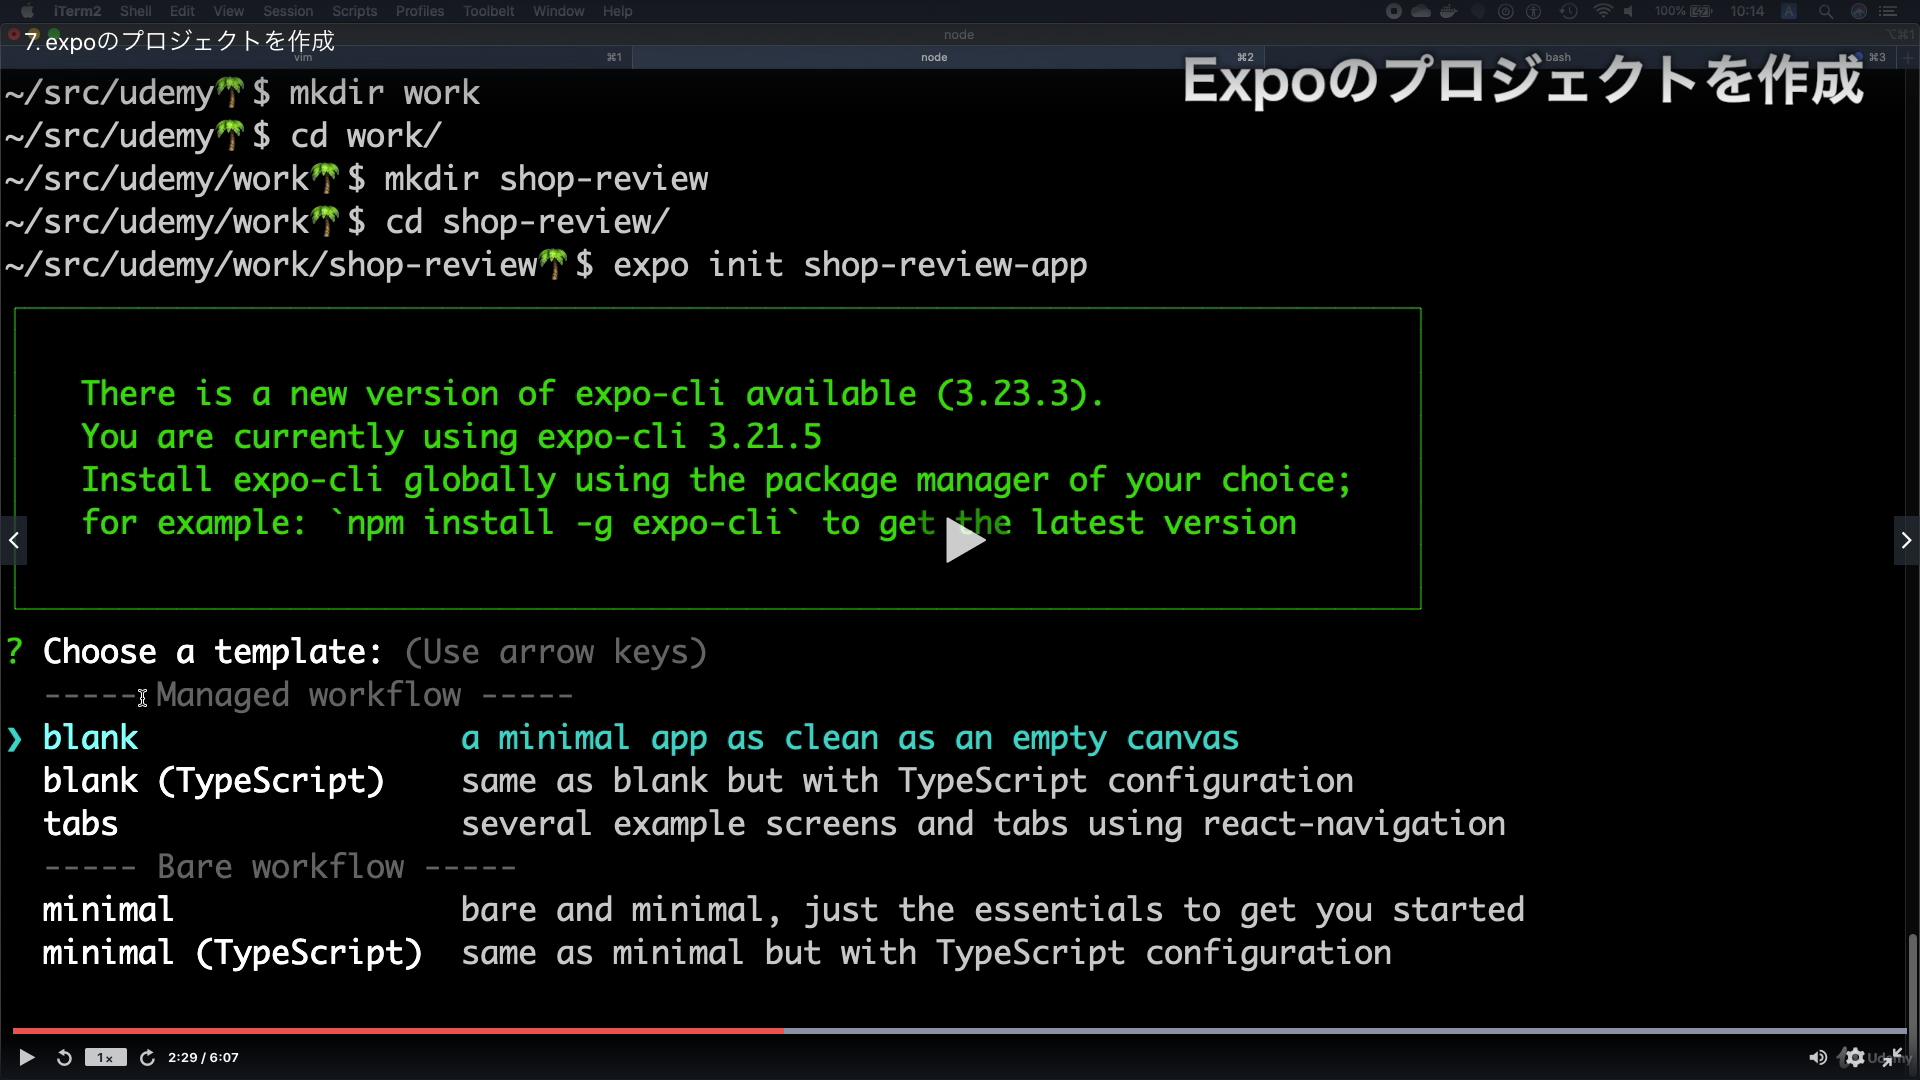 iTerm2 Shell Edit View Session Scripts Profiles Toolbelt Window Help 100% 10:14 A
node ⌥⌘1
7. expoのプロジェクトを作成
vim ⌘1 node ⌘2 bash ⌘3
Expoのプロジェクトを作成
~/src/udemy🌴$ mkdir work
~/src/udemy🌴$ cd work/
~/src/udemy/work🌴$ mkdir shop-review
~/src/udemy/work🌴$ cd shop-review/
~/src/udemy/work/shop-review🌴$ expo init shop-review-app
There is a new version of expo-cli available (3.23.3).
You are currently using expo-cli 3.21.5
Install expo-cli globally using the package manager of your choice;
for example: `npm install -g expo-cli` to get the latest version
? Choose a template: (Use arrow keys)
----- Managed workflow -----
❯ blank a minimal app as clean as an empty canvas
blank (TypeScript) same as blank but with TypeScript configuration
tabs several example screens and tabs using react-navigation
----- Bare workflow -----
minimal bare and minimal, just the essentials to get you started
minimal (TypeScript) same as minimal but with TypeScript configuration
1x 2:29 / 6:07 Udemy